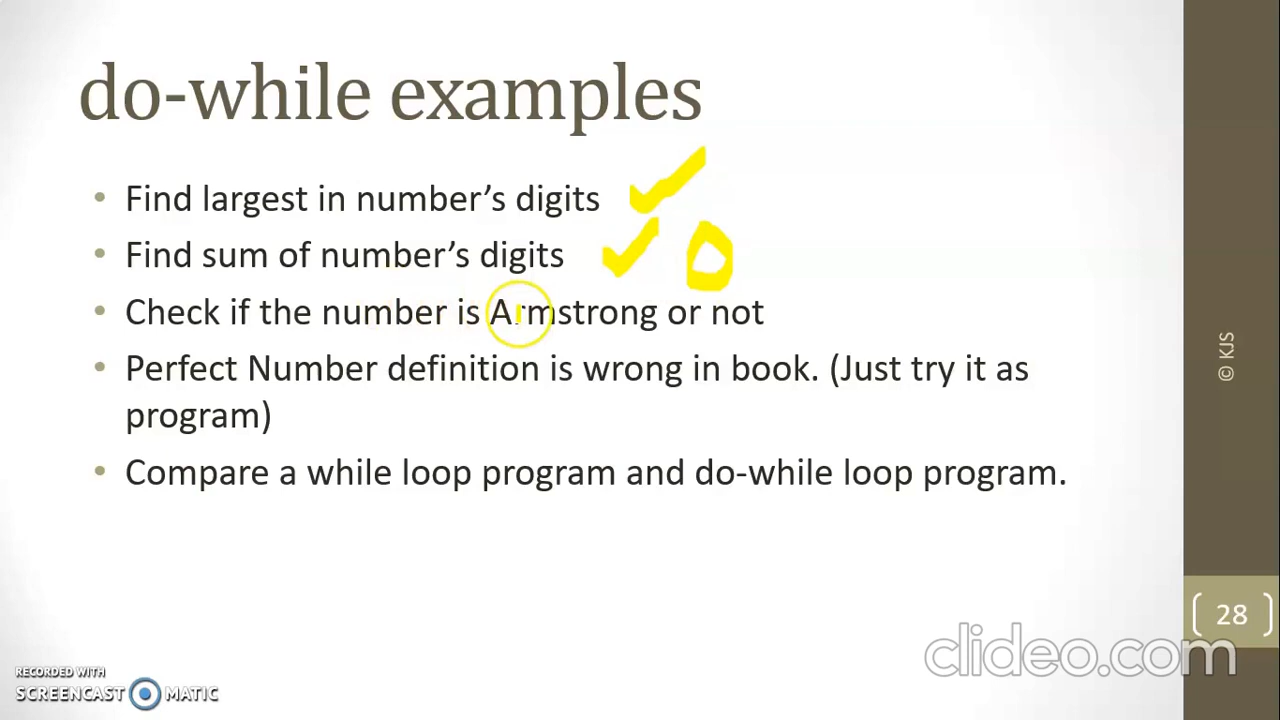 do-while examples
• Find largest in number’s digits
• Find sum of number’s digits
• Check if the number is Armstrong or not
• Perfect Number definition is wrong in book. (Just try it as
program)
• Compare a while loop program and do-while loop program.
© KJS
28
clideo.com
RECORDED WITH
SCREENCAST MATIC